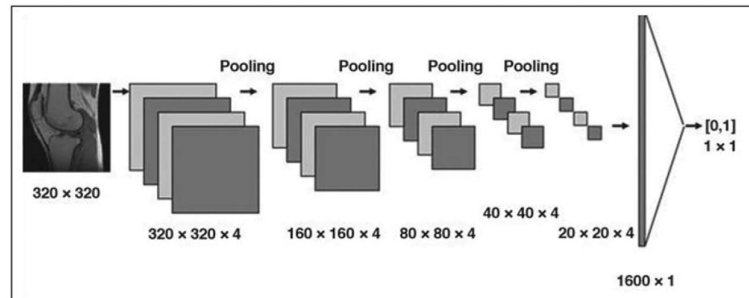 Pooling
Pooling
Pooling
Pooling
[0,1]
1 × 1
320 × 320
320 × 320 × 4
160 × 160 × 4
80 × 80 × 4
40 × 40 × 4
20 × 20 × 4
1600 × 1